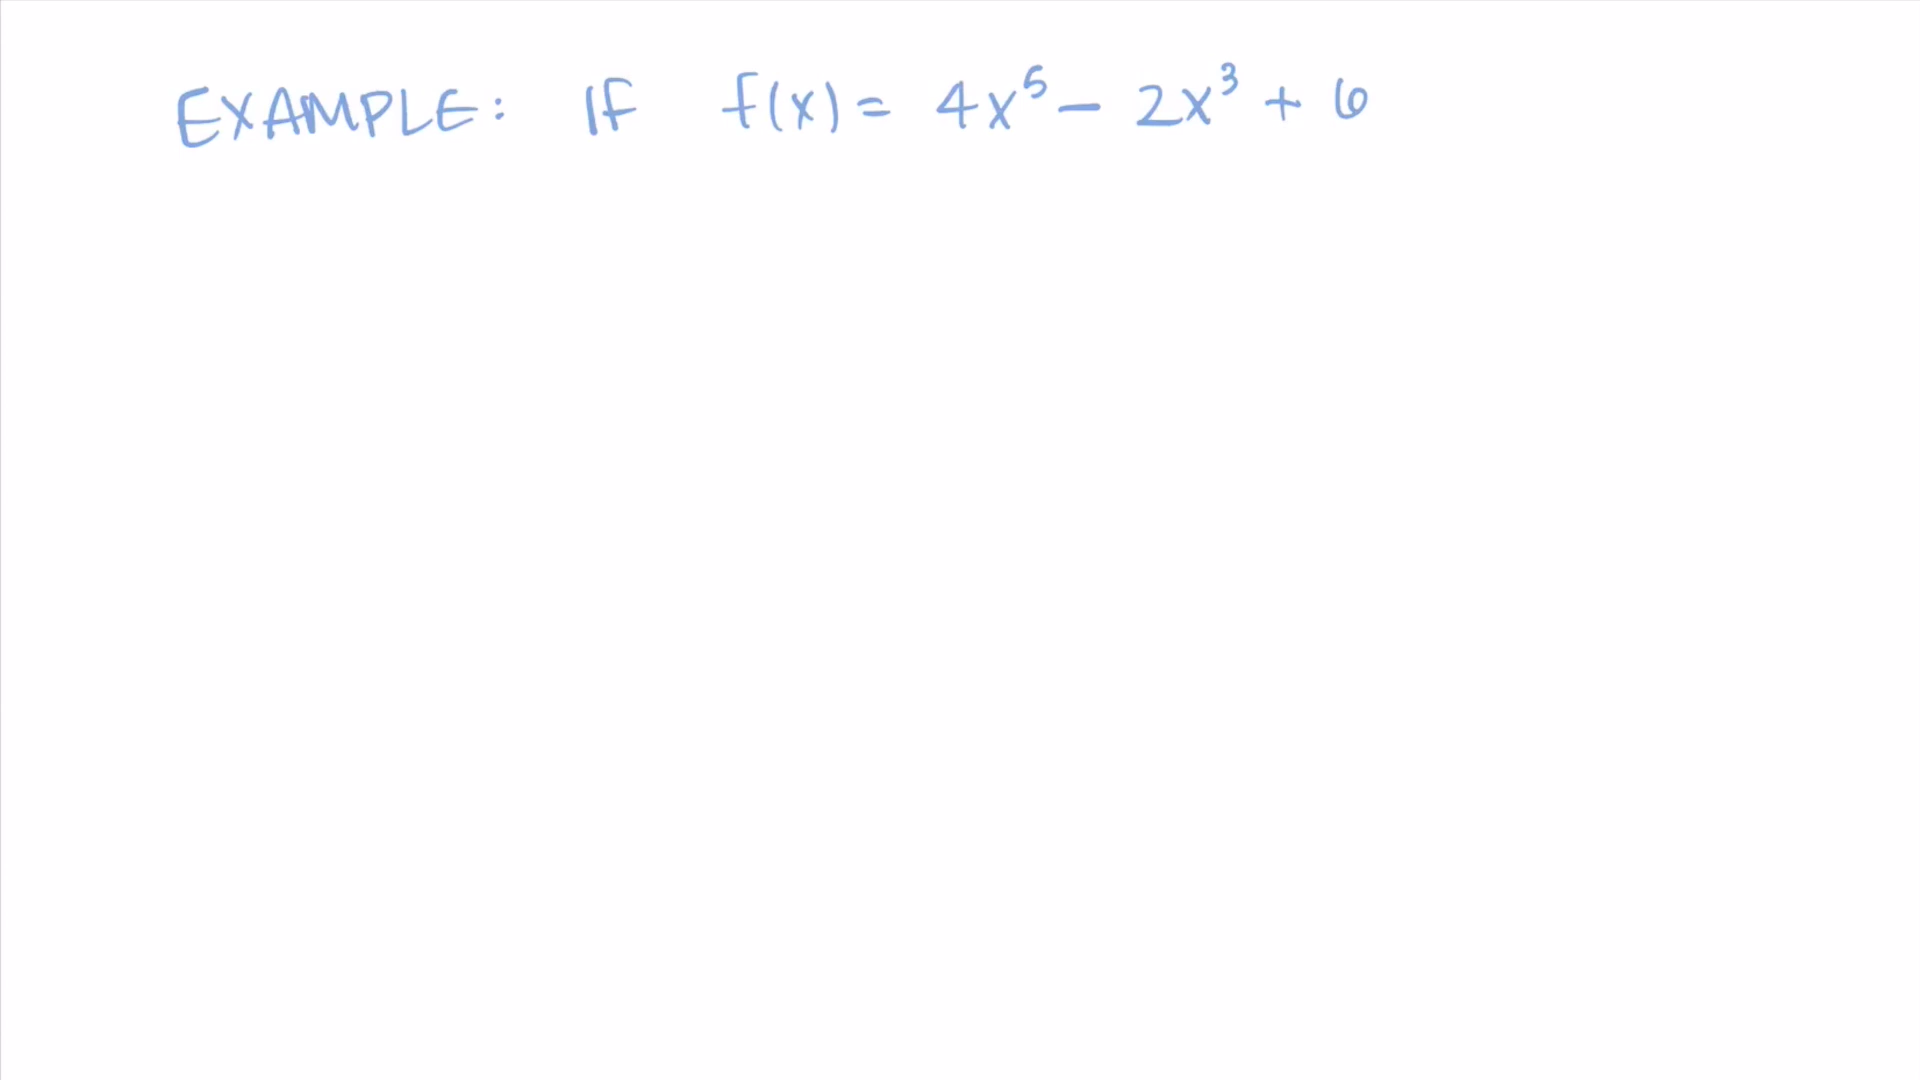 EXAMPLE: IF f(x) = 4x⁵ − 2x³ + 6